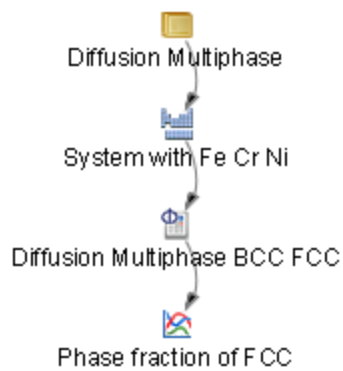 Diffusion Multiphase
System with Fe Cr Ni
Diffusion Multiphase BCC FCC
Phase fraction of FCC